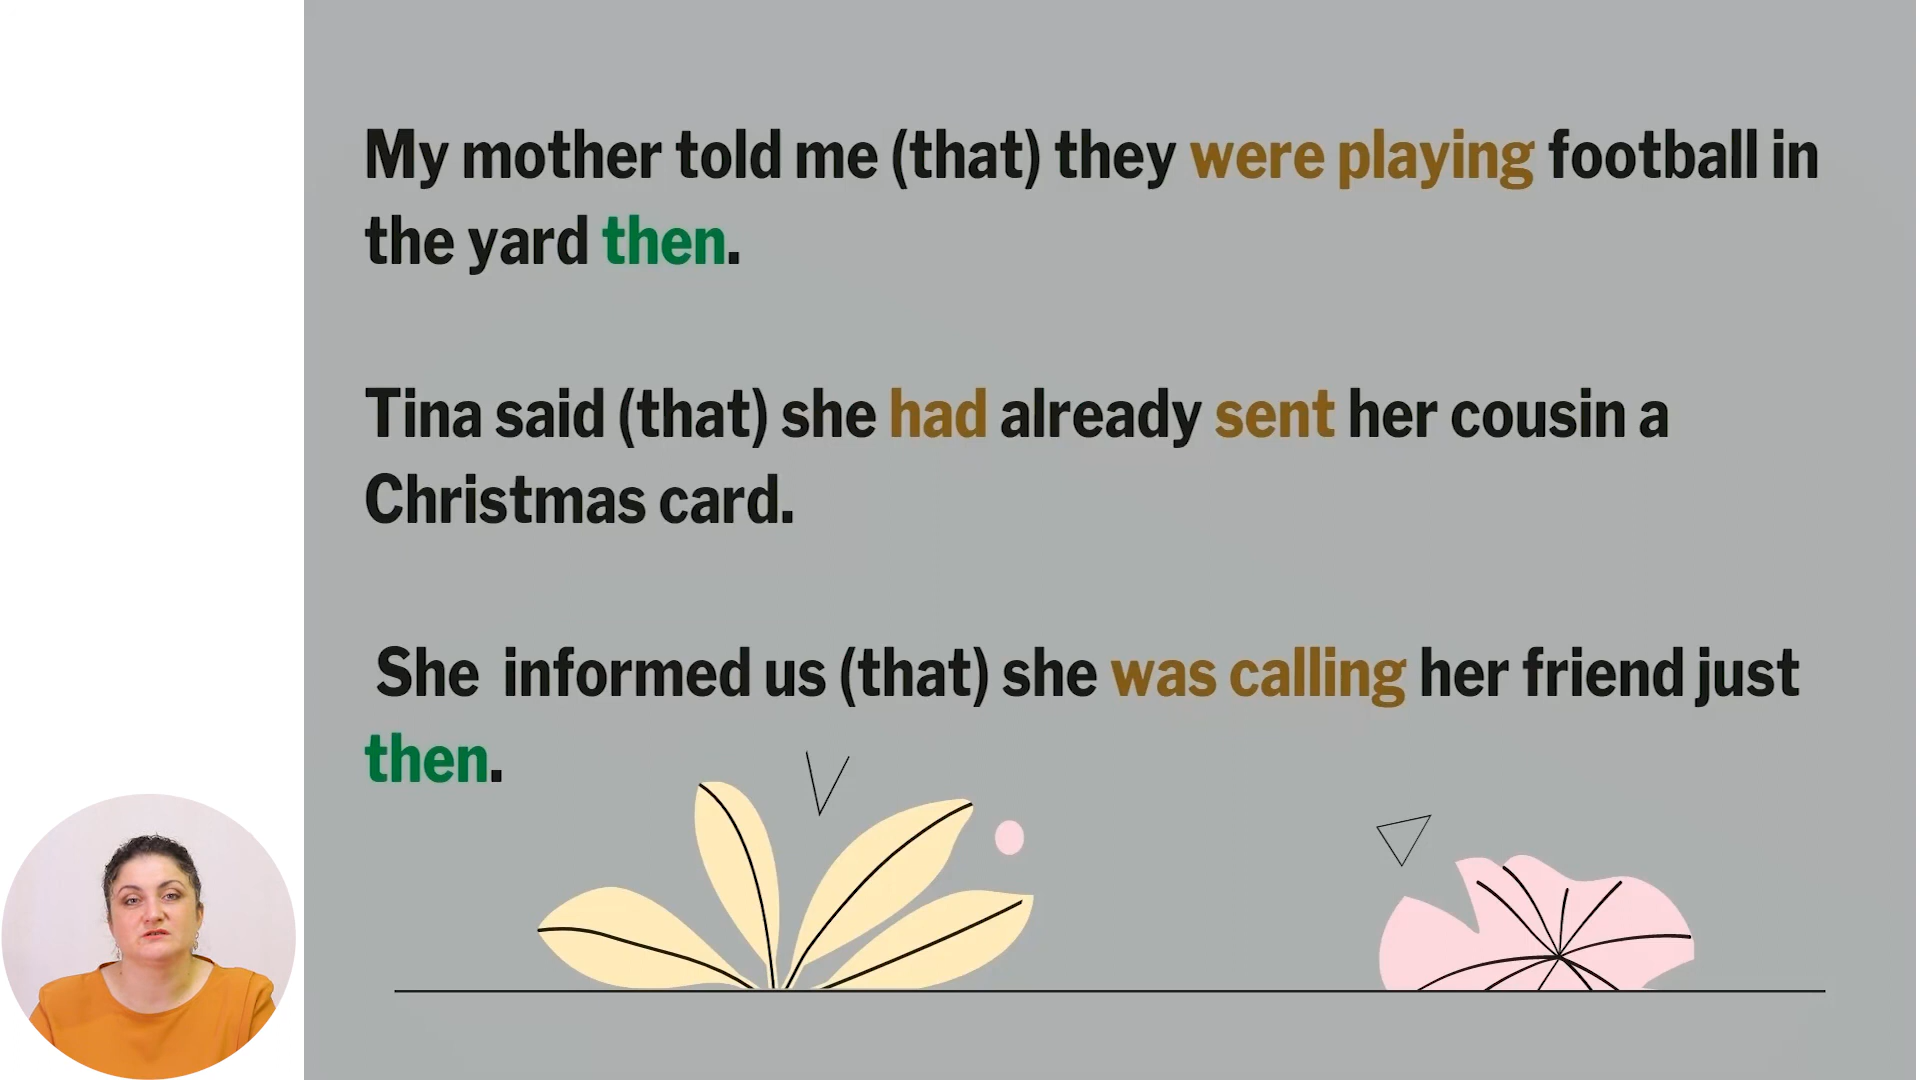 My mother told me (that) they were playing football in
the yard then.
Tina said (that) she had already sent her cousin a
Christmas card.
She informed us (that) she was calling her friend just
then.